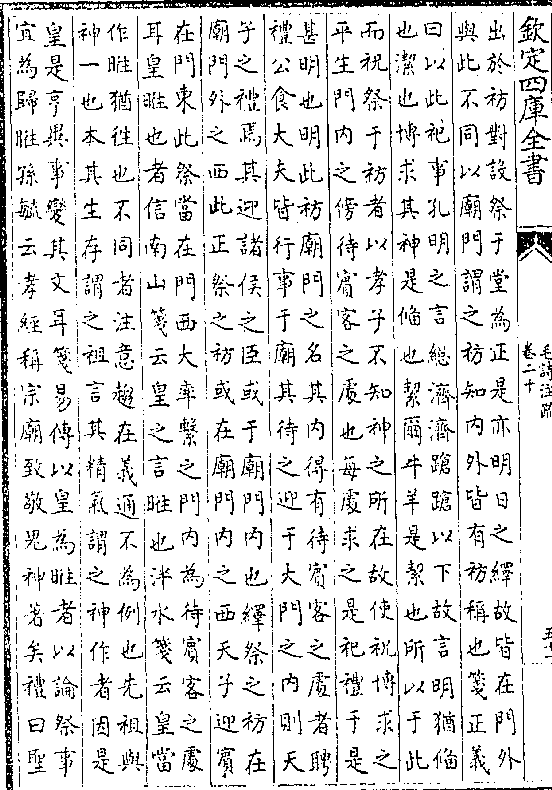 欽定四庫全書
毛詩注疏
卷二十
出於祊對設祭于堂為正是亦明日之繹故皆在門外
與此不同以廟門謂之祊知内外皆有祊稱也箋正義
曰以此祀事孔明之言總濟濟蹌蹌以下故言明猶備
也潔也博求其神是備也絜爾牛羊是絜也所以于此
而祝祭于祊者以孝子不知神之所在故使祝博求之
平生門内之傍待賓客之處也每處求之是祀禮于是
甚明也明此祊廟門之名其内得有待賓客之處者聘
禮公食大夫皆行事于廟其待之迎于大門之内則天
子之禮焉其迎諸侯之臣或于廟門内也繹祭之祊在
廟門外之西此正祭之祊或在廟門内之西天子迎賓
在門東此祭當在門西大率繫之門内為待賓客之處
耳皇暀也者信南山箋云皇之言暀也泮水箋云皇當
作暀猶往也不同者注意趨在義通不為例也先祖與
神一也本其生存謂之祖言其精氣謂之神作者因是
皇是享與事變其文耳箋易傳以皇為暀者以論祭事
宜為歸暀孫毓云孝經稱宗廟致敬鬼神著矣禮曰聖